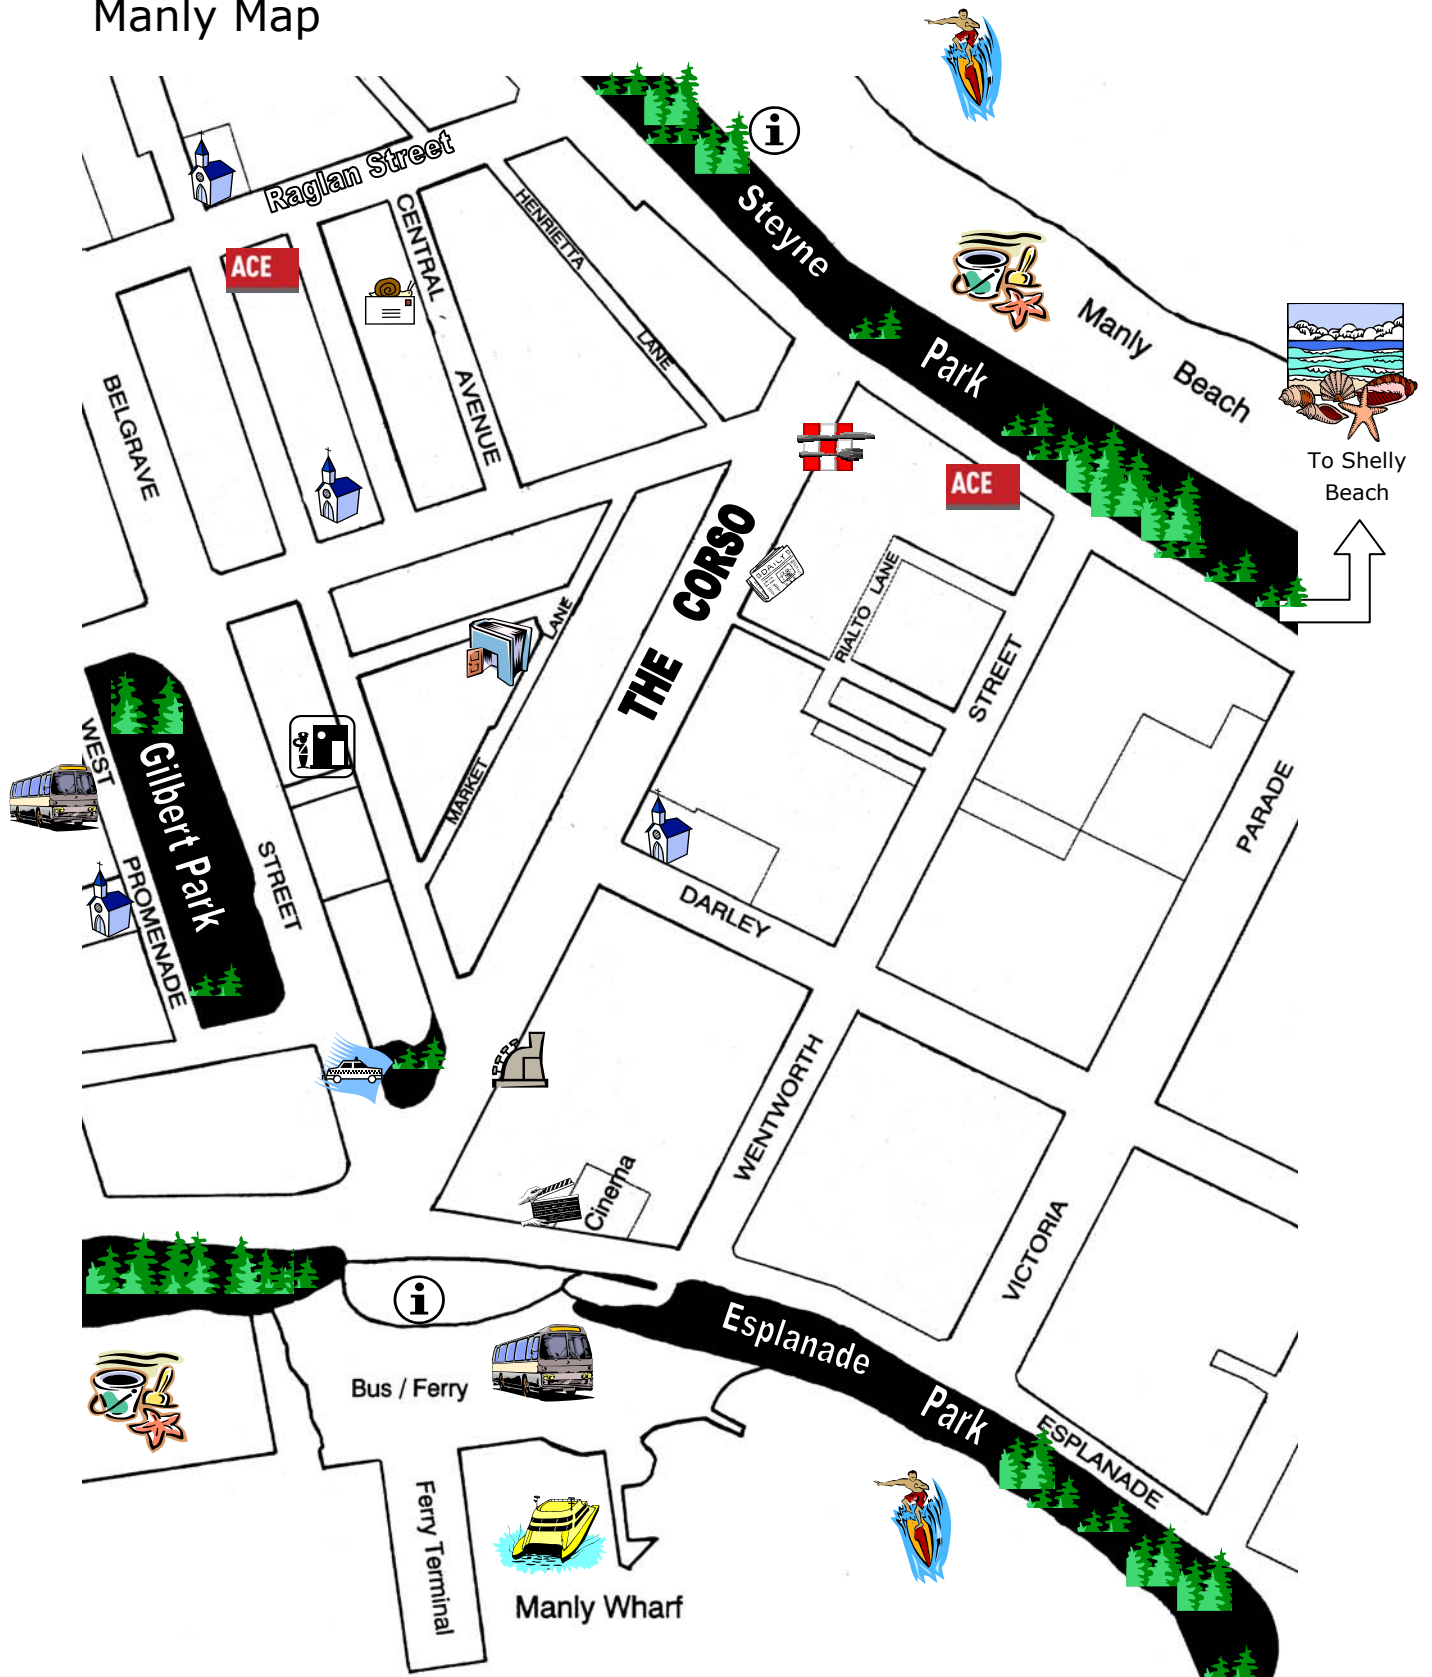 Manly Map
i
Raglan Street
Steyne
Park
HENRIETTA
LANE
CENTRAL
AVENUE
ACE
Manly Beach
BELGRAVE
STREET
To Shelly
Beach
ACE
THE CORSO
DAILY
RIALTO LANE
LANE
MARKET
STREET
WEST
PROMENADE
Gilbert Park
PARADE
DARLEY
WENTWORTH
VICTORIA
Cinema
i
Esplanade
Park
ESPLANADE
Bus / Ferry
Ferry Terminal
Manly Wharf